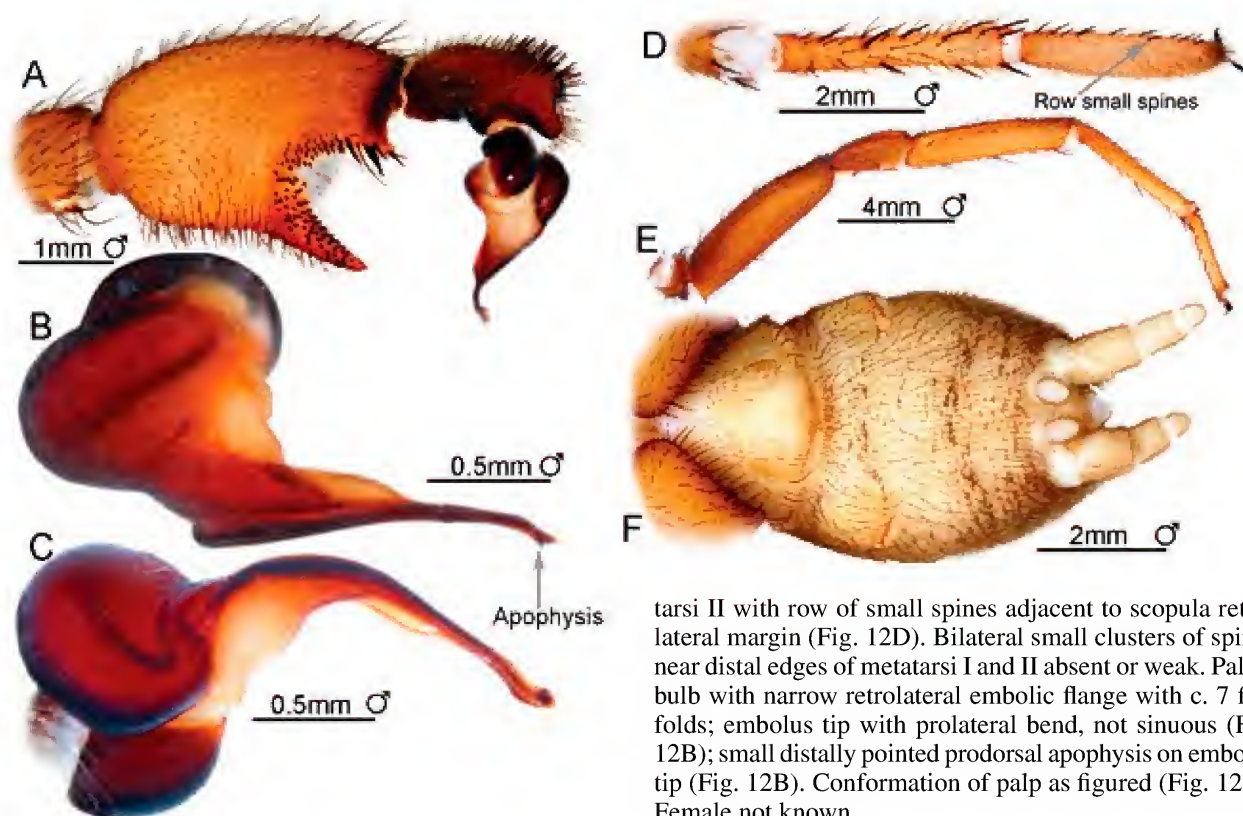 A
1mm ♂
B
0.5mm ♂
Apophysis
C
0.5mm ♂
D
2mm ♂
Row small spines
4mm ♂
E
F
2mm ♂
tarsi II with row of small spines adjacent to scopula ret
lateral margin (Fig. 12D). Bilateral small clusters of spi
near distal edges of metatarsi I and II absent or weak. Pal
bulb with narrow retrolateral embolic flange with c. 7 f
folds; embolus tip with prolateral bend, not sinuous (F
12B); small distally pointed prodorsal apophysis on embo
tip (Fig. 12B). Conformation of palp as figured (Fig. 12
Female not known